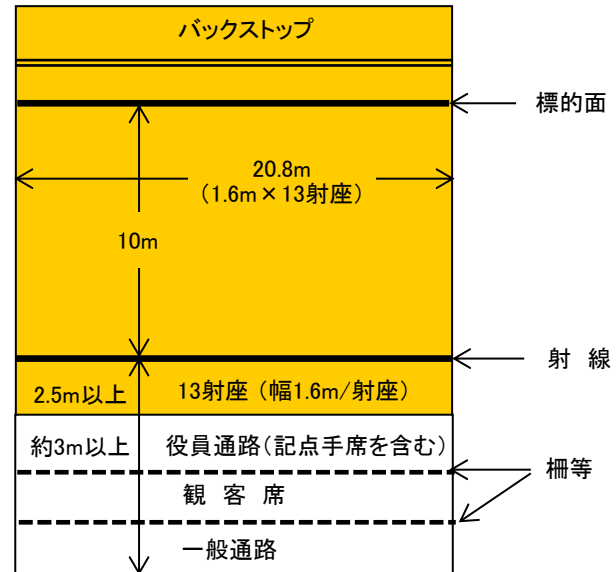 バックストップ
標的面
20.8m
（1.6m×13射座）
10m
射 線
2.5m以上
13射座（幅1.6m/射座）
約3m以上
役員通路（記点手席を含む）
柵等
観 客 席
一般通路